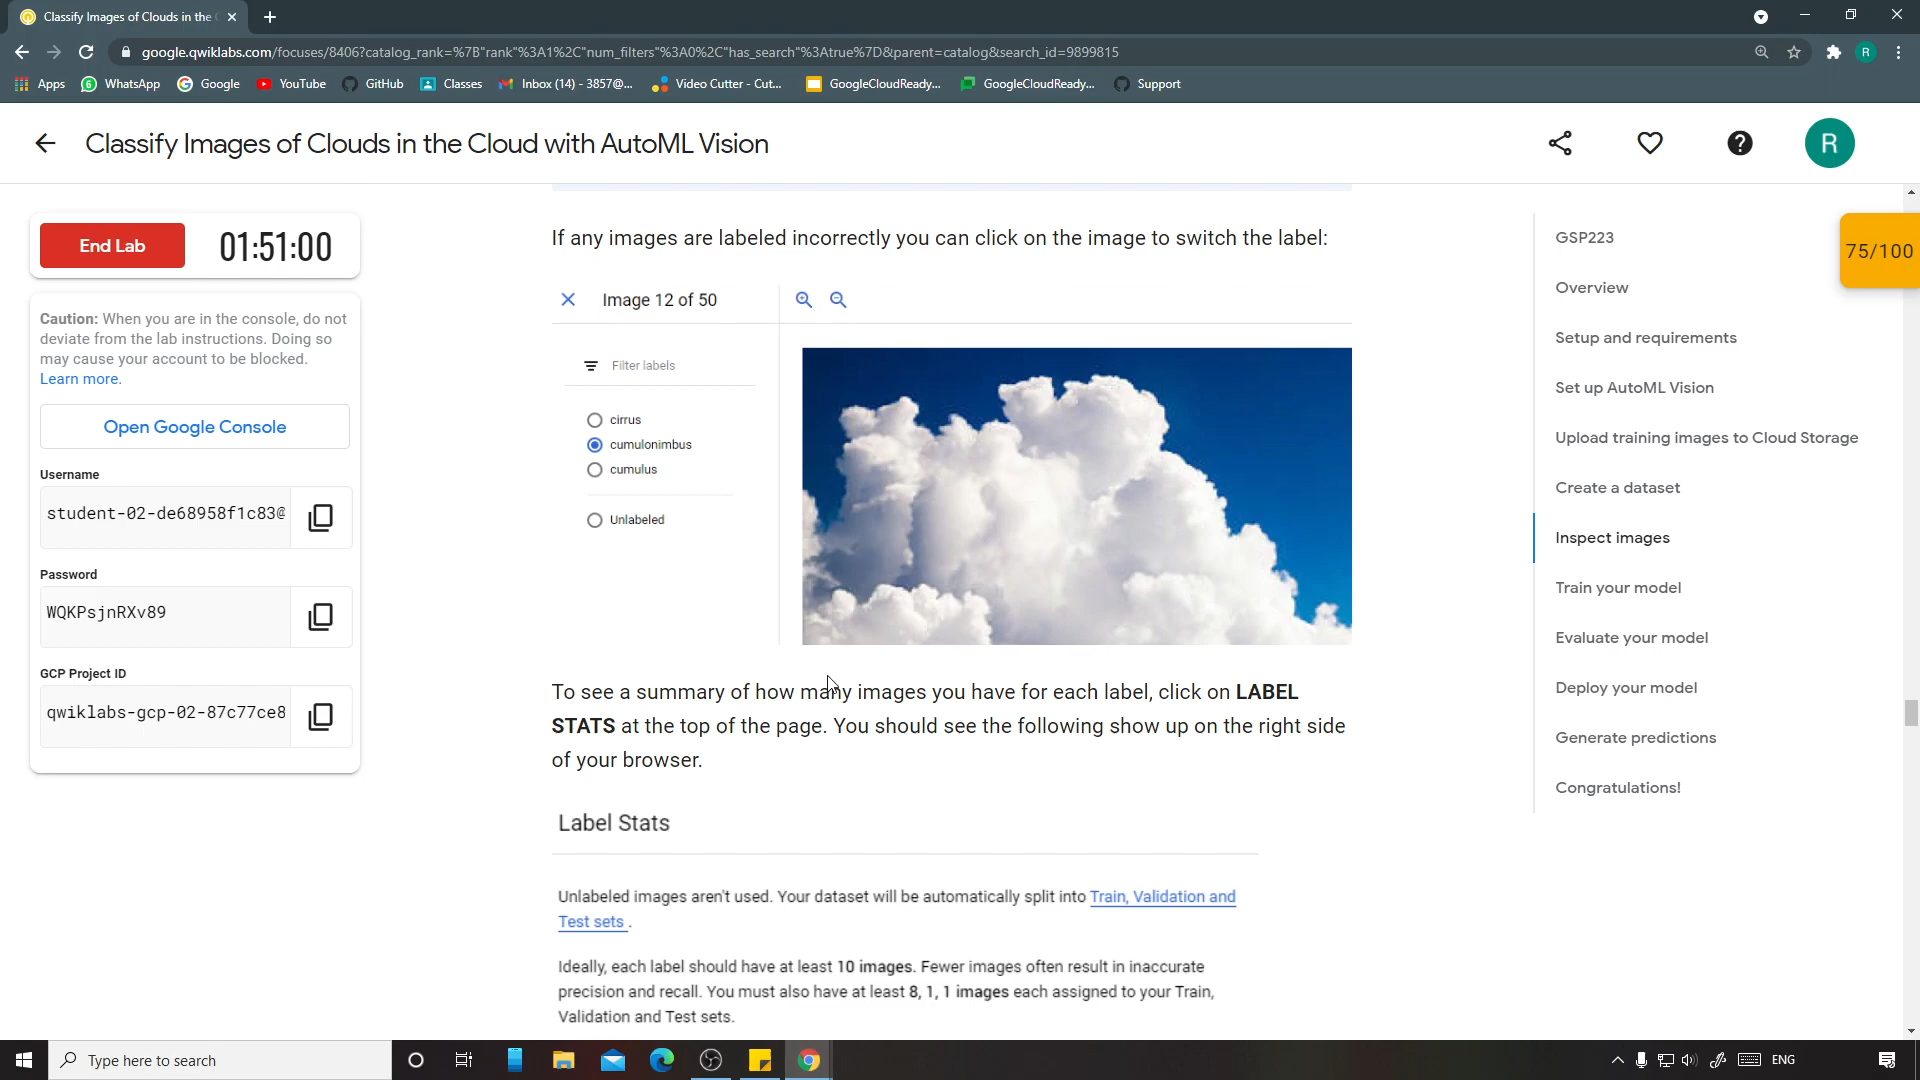 Classify Images of Clouds in the C
google.qwiklabs.com/focuses/8406?catalog_rank=%7B"rank"%3A1%2C"num_filters"%3A0%2C"has_search"%3Atrue%7D&parent=catalog&search_id=9899815
R
Apps
WhatsApp
Google
YouTube
GitHub
Classes
Inbox (14) - 3857@...
Video Cutter - Cut...
GoogleCloudReady...
GoogleCloudReady...
Support
Classify Images of Clouds in the Cloud with AutoML Vision
R
End Lab
01:51:00
Caution: When you are in the console, do not
deviate from the lab instructions. Doing so
may cause your account to be blocked.
Learn more.
Open Google Console
Username
student-02-de68958f1c83@
Password
WQKPsjnRXv89
GCP Project ID
qwiklabs-gcp-02-87c77ce8
If any images are labeled incorrectly you can click on the image to switch the label:
Image 12 of 50
Filter labels
cirrus
cumulonimbus
cumulus
Unlabeled
To see a summary of how many images you have for each label, click on LABEL
STATS at the top of the page. You should see the following show up on the right side
of your browser.
Label Stats
Unlabeled images aren't used. Your dataset will be automatically split into Train, Validation and
Test sets .
Ideally, each label should have at least 10 images. Fewer images often result in inaccurate
precision and recall. You must also have at least 8, 1, 1 images each assigned to your Train,
Validation and Test sets.
GSP223
Overview
Setup and requirements
Set up AutoML Vision
Upload training images to Cloud Storage
Create a dataset
Inspect images
Train your model
Evaluate your model
Deploy your model
Generate predictions
Congratulations!
75/100
Type here to search
ENG